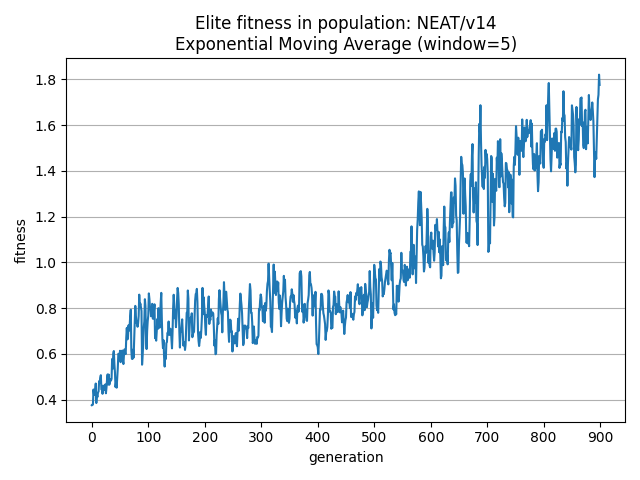 Elite fitness in population: NEAT/v14
Exponential Moving Average (window=5)
fitness
1.8
1.6
1.4
1.2
1.0
0.8
0.6
0.4
0 100 200 300 400 500 600 700 800 900
generation